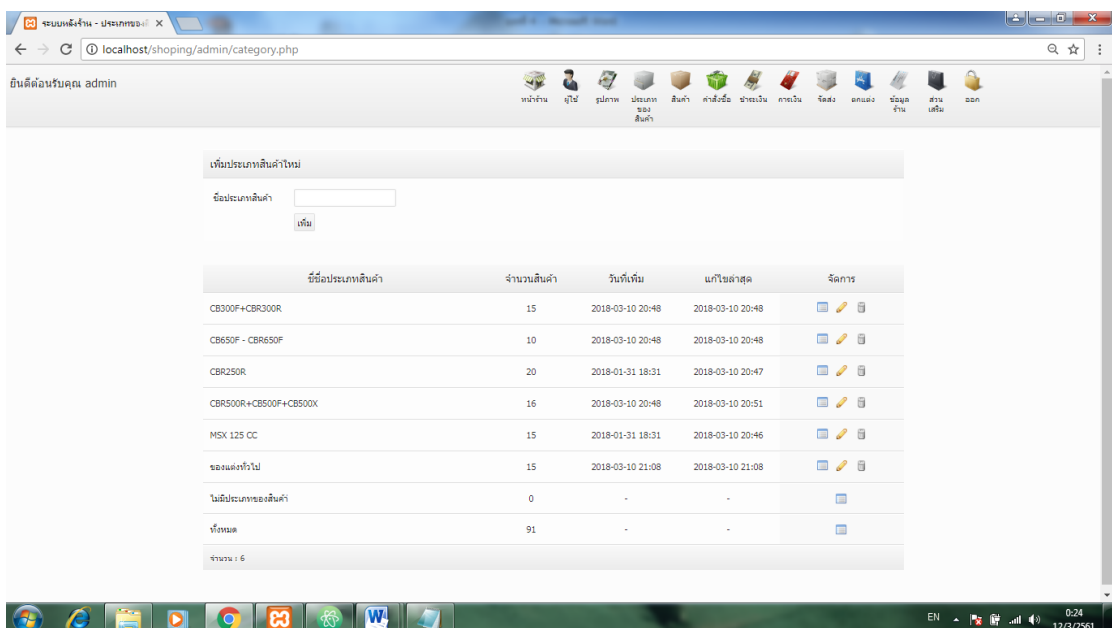 ระบบหลังร้าน - ประเภทของ
localhost/shoping/admin/category.php
ยินดีต้อนรับคุณ admin
หน้าร้าน ผู้ใช้ รูปภาพ ประเภทของสินค้า สินค้า คำสั่งซื้อ ชำระเงิน การเงิน จัดส่ง ตกแต่ง ข้อมูลร้าน ส่วนเสริม ออก
เพิ่มประเภทสินค้าใหม่
ชื่อประเภทสินค้า
เพิ่ม
ชื่ชื่อประเภทสินค้า จำนวนสินค้า วันที่เพิ่ม แก้ไขล่าสุด จัดการ
CB300F+CBR300R 15 2018-03-10 20:48 2018-03-10 20:48
CB650F - CBR650F 10 2018-03-10 20:48 2018-03-10 20:48
CBR250R 20 2018-01-31 18:31 2018-03-10 20:47
CBR500R+CB500F+CB500X 16 2018-03-10 20:48 2018-03-10 20:51
MSX 125 CC 15 2018-01-31 18:31 2018-03-10 20:46
ของแต่งทั่วไป 15 2018-03-10 21:08 2018-03-10 21:08
ไม่มีประเภทของสินค้า 0 - -
ทั้งหมด 91 - -
จำนวน : 6
EN 0:24
12/3/2561